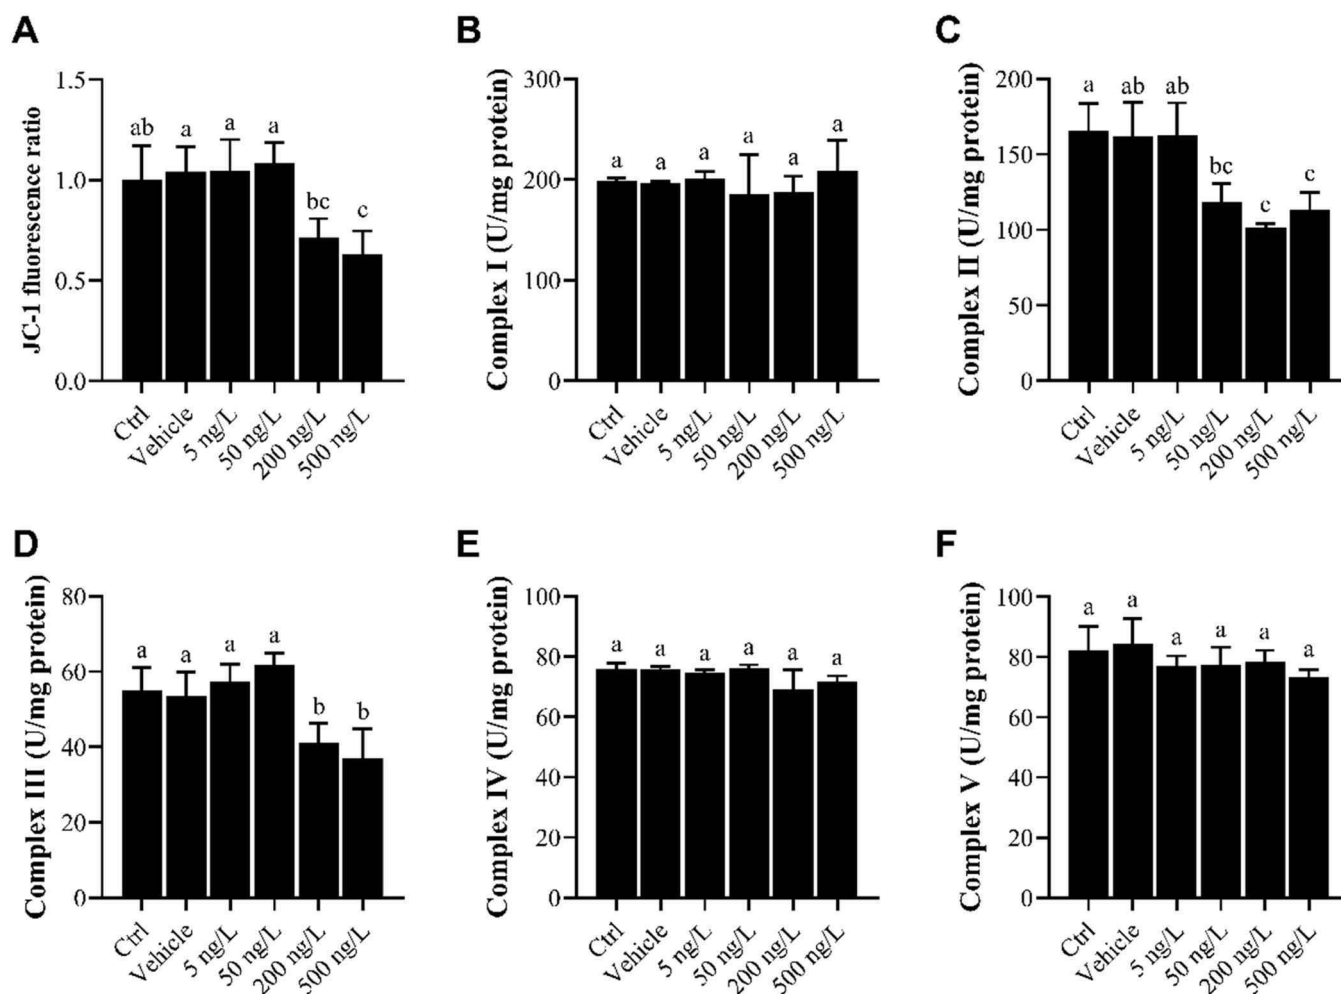 A
JC-1 fluorescence ratio
1.5
1.0
0.5
0.0
ab
a
a
a
bc
c
Ctrl
Vehicle
5 ng/L
50 ng/L
200 ng/L
500 ng/L
B
Complex I (U/mg protein)
300
200
100
0
a
a
a
a
a
a
Ctrl
Vehicle
5 ng/L
50 ng/L
200 ng/L
500 ng/L
C
Complex II (U/mg protein)
200
150
100
50
0
a
ab
ab
bc
c
c
Ctrl
Vehicle
5 ng/L
50 ng/L
200 ng/L
500 ng/L
D
Complex III (U/mg protein)
80
60
40
20
0
a
a
a
a
b
b
Ctrl
Vehicle
5 ng/L
50 ng/L
200 ng/L
500 ng/L
E
Complex IV (U/mg protein)
100
80
60
40
20
0
a
a
a
a
a
a
Ctrl
Vehicle
5 ng/L
50 ng/L
200 ng/L
500 ng/L
F
Complex V (U/mg protein)
100
80
60
40
20
0
a
a
a
a
a
a
Ctrl
Vehicle
5 ng/L
50 ng/L
200 ng/L
500 ng/L